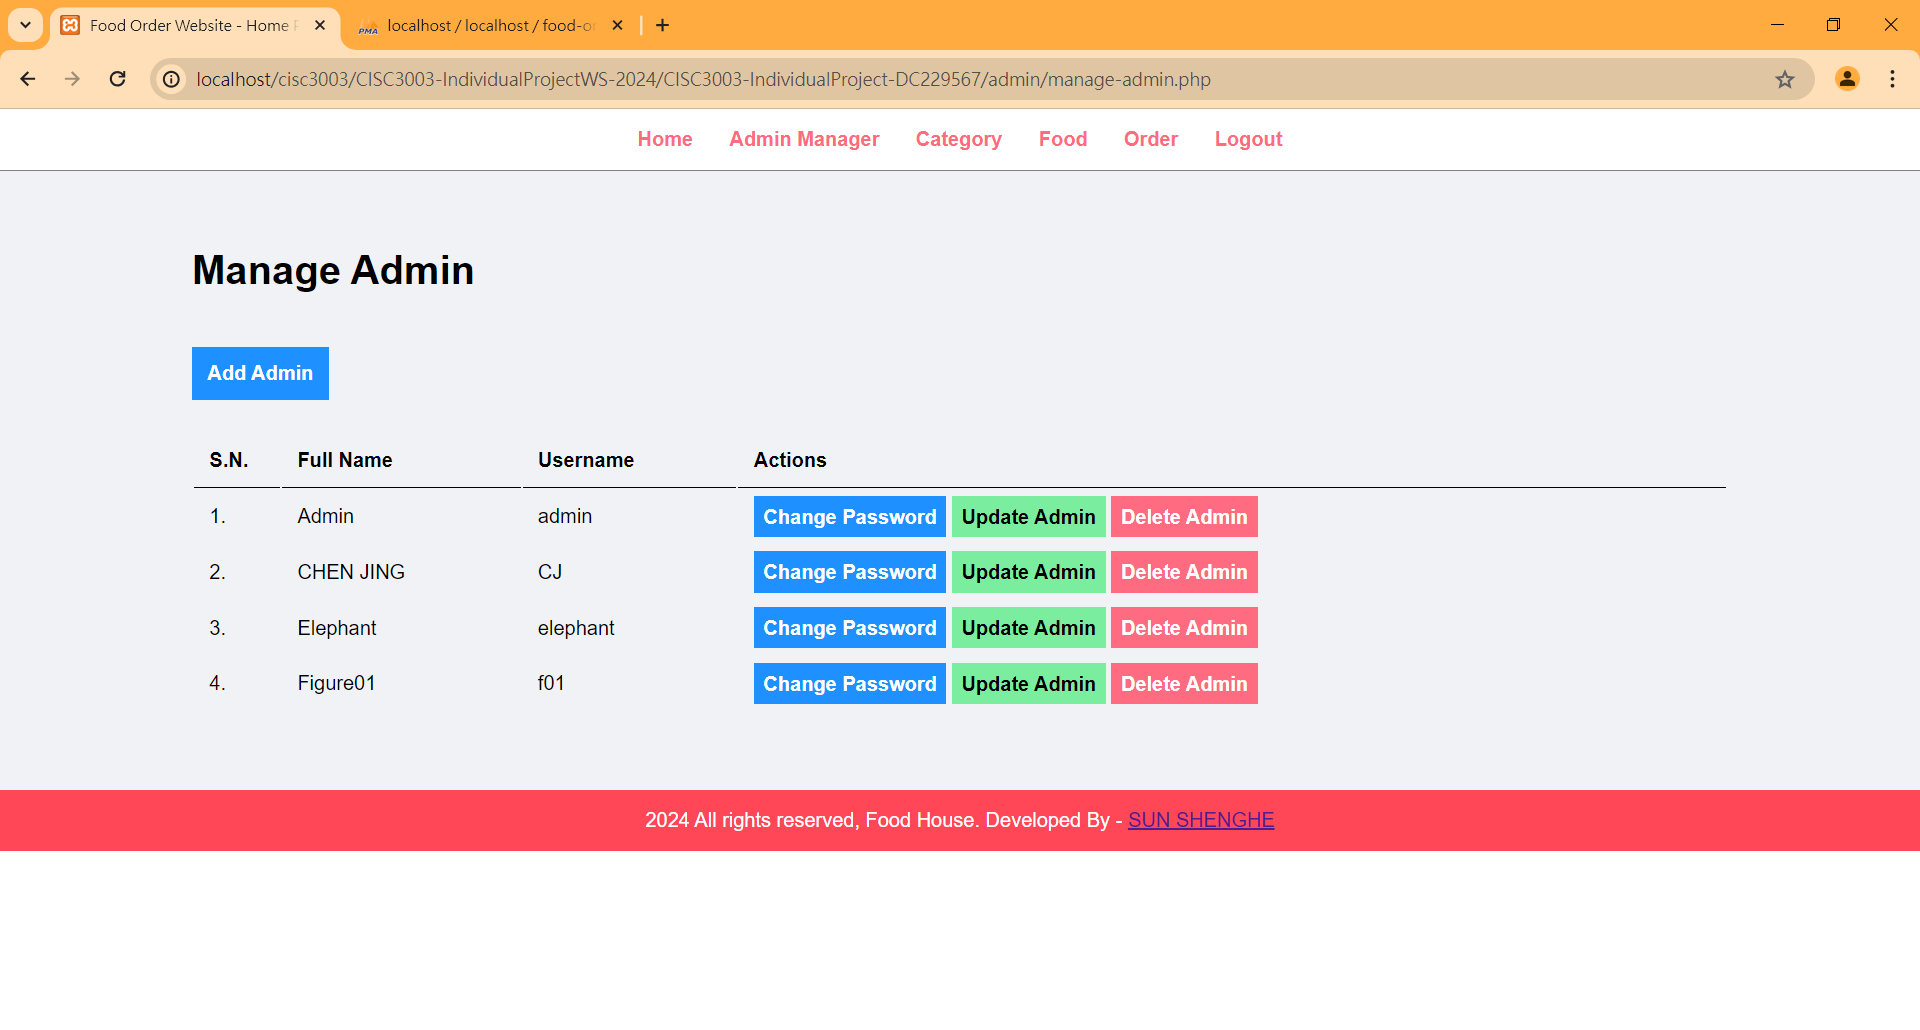 Food Order Website - Home
PMA localhost / localhost / food-o
localhost/cisc3003/CISC3003-IndividualProjectWS-2024/CISC3003-IndividualProject-DC229567/admin/manage-admin.php
Home Admin Manager Category Food Order Logout
Manage Admin
Add Admin
S.N. Full Name Username Actions
1. Admin admin Change Password Update Admin Delete Admin
2. CHEN JING CJ Change Password Update Admin Delete Admin
3. Elephant elephant Change Password Update Admin Delete Admin
4. Figure01 f01 Change Password Update Admin Delete Admin
2024 All rights reserved, Food House. Developed By - SUN SHENGHE